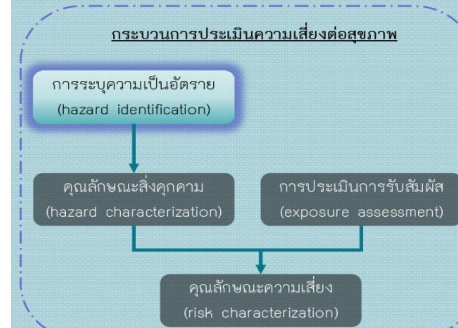 กระบวนการประเมินความเสี่ยงต่อสุขภาพ
การระบุความเป็นอัตราย
(hazard identification)
คุณลักษณะสิ่งคุกคาม
(hazard characterization)
การประเมินการรับสัมผัส
(exposure assessment)
คุณลักษณะความเสี่ยง
(risk characterization)